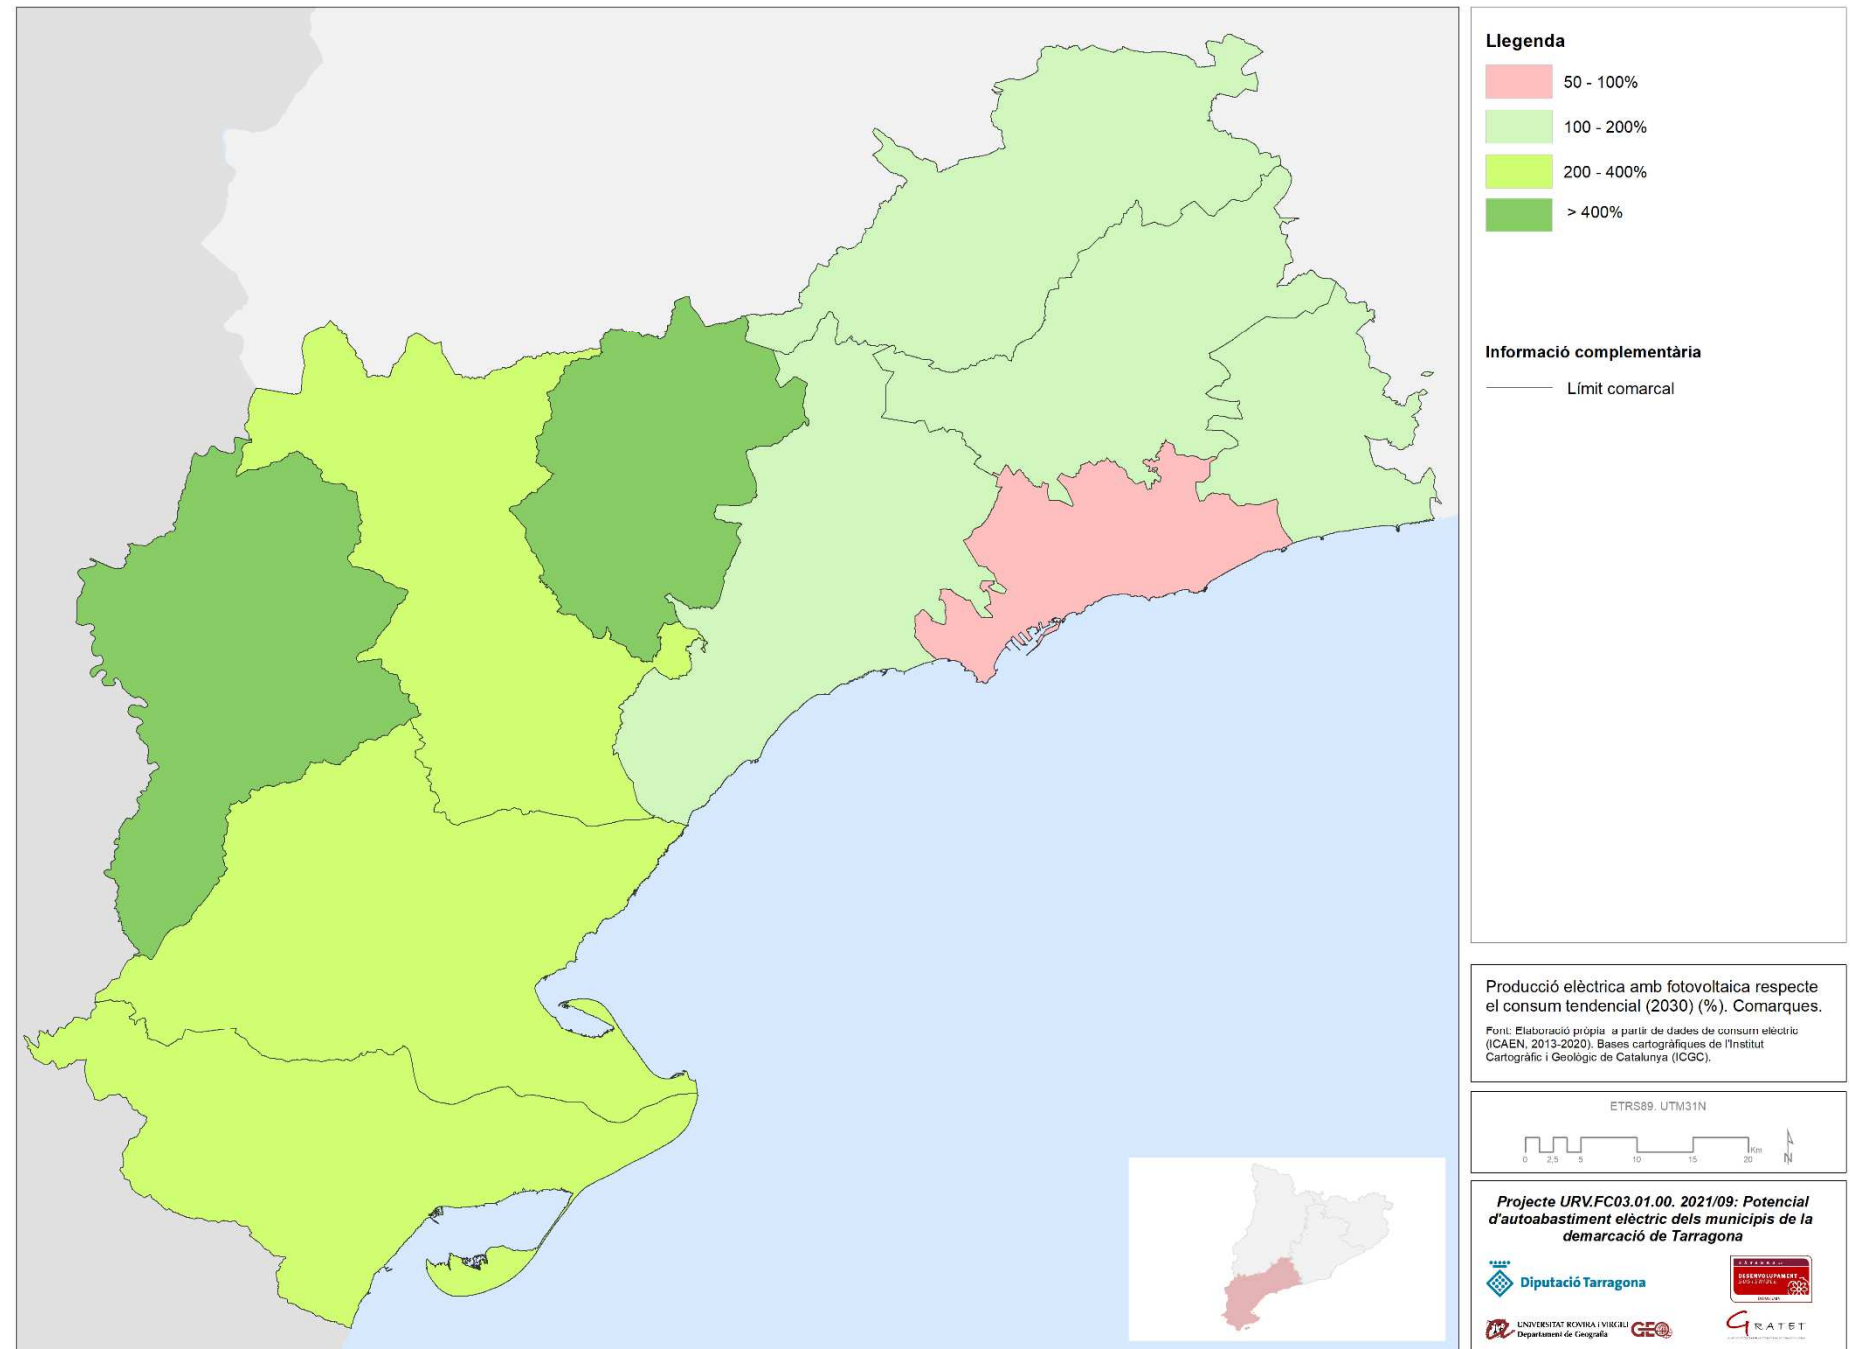 Llegenda
50 - 100%
100 - 200%
200 - 400%
> 400%
Informació complementària
Límit comarcal
Producció elèctrica amb fotovoltaica respecte
el consum tendencial (2030) (%). Comarques.
Font: Elaboració pròpia a partir de dades de consum elèctric
(ICAEN, 2013-2020). Bases cartogràfiques de l'Institut
Cartogràfic i Geològic de Catalunya (ICGC).
ETRS89. UTM31N
0 2,5 5 10 15 20 Km
N
Projecte URV.FC03.01.00. 2021/09: Potencial
d'autoabastiment elèctric dels municipis de la
demarcació de Tarragona
Diputació Tarragona
DESENVOLUPAMENT
UNIVERSITAT ROVIRA i VIRGILI
Departament de Geografia
GEO
GRATET